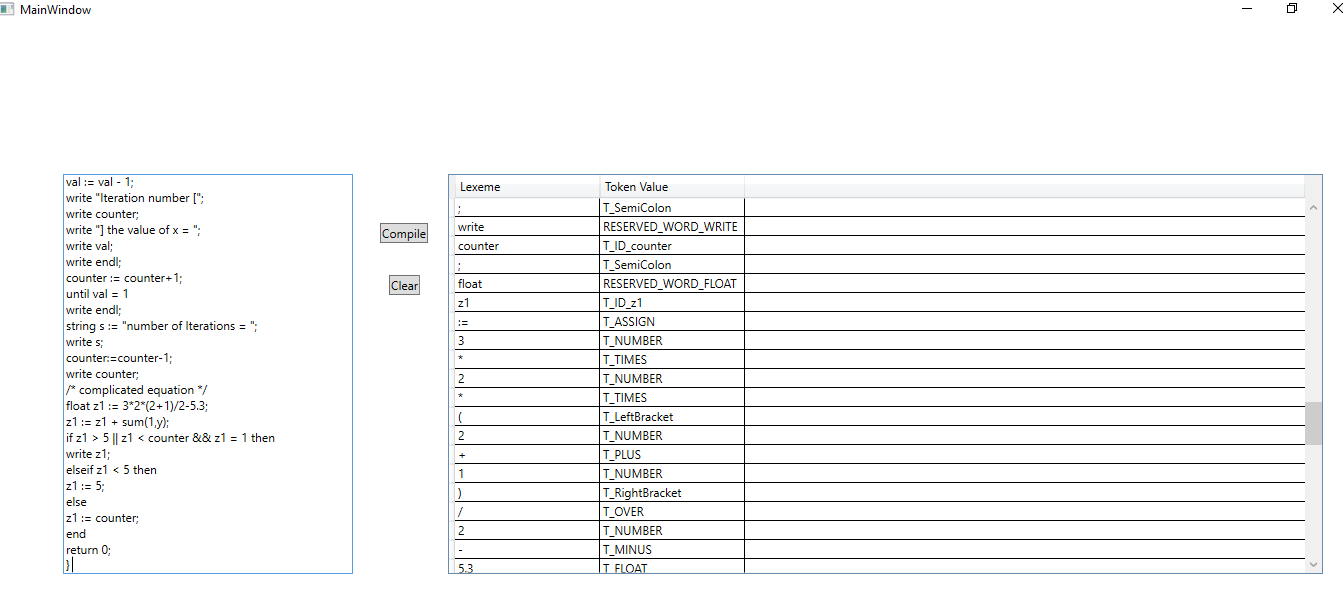 MainWindow
val := val - 1;
write "Iteration number [";
write counter;
write "] the value of x = ";
write val;
write endl;
counter := counter+1;
until val = 1
write endl;
string s := "number of Iterations = ";
write s;
counter:=counter-1;
write counter;
/* complicated equation */
float z1 := 3*2*(2+1)/2-5.3;
z1 := z1 + sum(1,y);
if z1 > 5 || z1 < counter && z1 = 1 then
write z1;
elseif z1 < 5 then
z1 := 5;
else
z1 := counter;
end
return 0;
}
Compile
Clear
Lexeme Token Value
; T_SemiColon
write RESERVED_WORD_WRITE
counter T_ID_counter
; T_SemiColon
float RESERVED_WORD_FLOAT
z1 T_ID_z1
:= T_ASSIGN
3 T_NUMBER
* T_TIMES
2 T_NUMBER
* T_TIMES
( T_LeftBracket
2 T_NUMBER
+ T_PLUS
1 T_NUMBER
) T_RightBracket
/ T_OVER
2 T_NUMBER
- T_MINUS
5.3 T_FLOAT